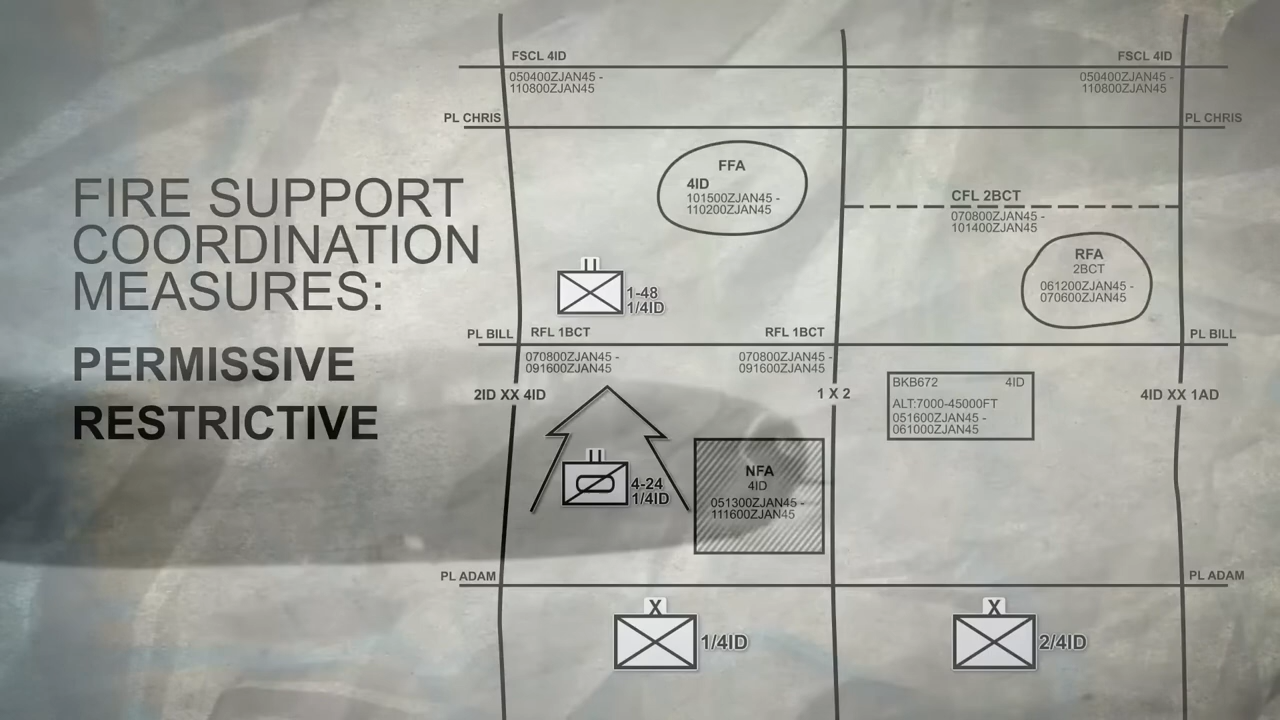 FIRE SUPPORT
COORDINATION
MEASURES:
PERMISSIVE
RESTRICTIVE
FSCL 4ID
050400ZJAN45 -
110800ZJAN45
FSCL 4ID
050400ZJAN45 -
110800ZJAN45
PL CHRIS
PL CHRIS
FFA
4ID
101500ZJAN45 -
110200ZJAN45
CFL 2BCT
070800ZJAN45 -
101400ZJAN45
RFA
2BCT
061200ZJAN45 -
070600ZJAN45
1-48
1/4ID
PL BILL
RFL 1BCT
RFL 1BCT
PL BILL
070800ZJAN45 -
091600ZJAN45
070800ZJAN45 -
091600ZJAN45
2ID XX 4ID
1 X 2
4ID XX 1AD
BKB672 4ID
ALT:7000-45000FT
051600ZJAN45 -
061000ZJAN45
4-24
1/4ID
NFA
4ID
051300ZJAN45 -
111600ZJAN45
PL ADAM
PL ADAM
X
1/4ID
X
2/4ID